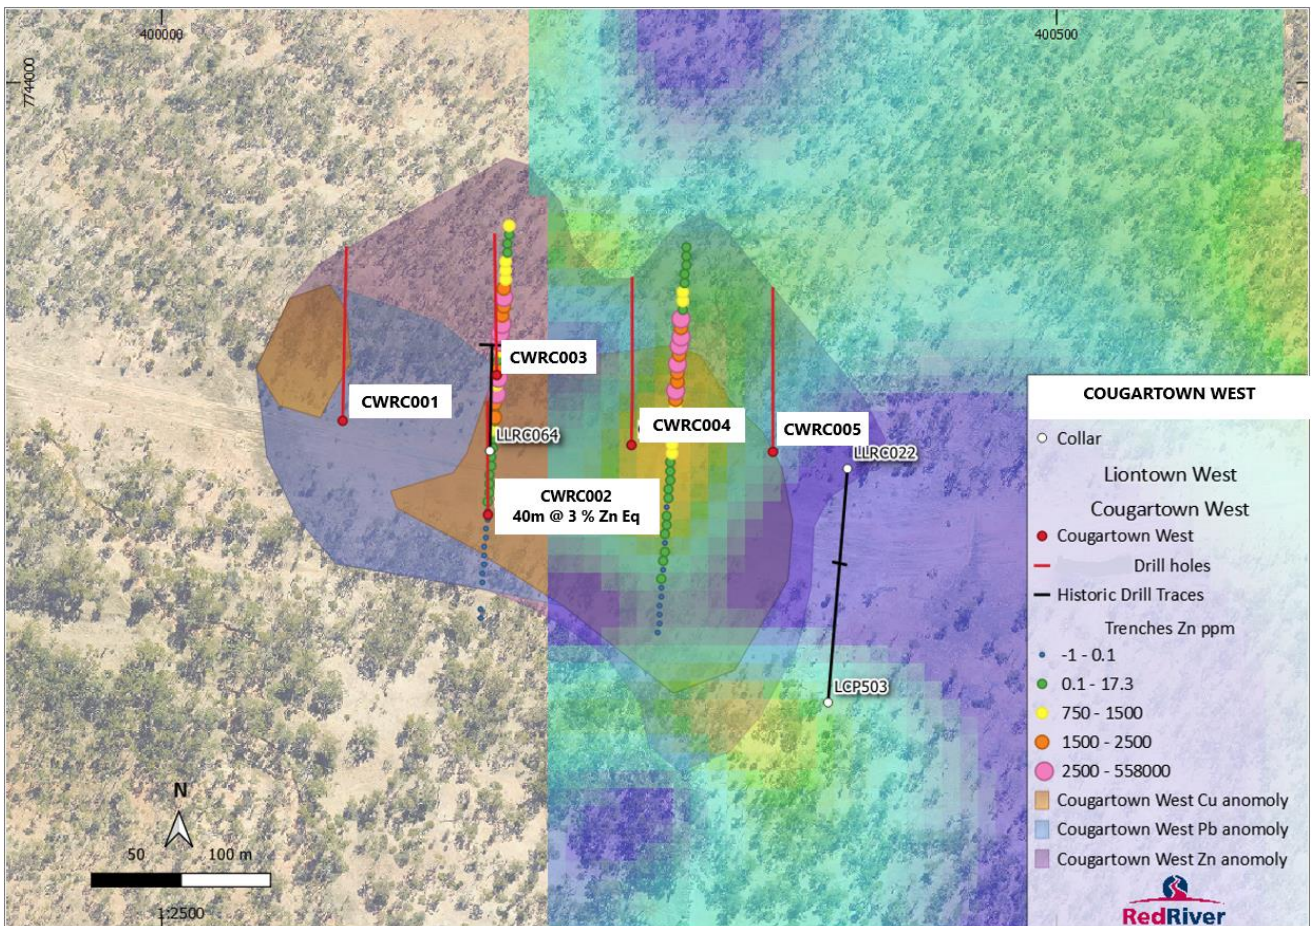 400000
400500
7744000
CWRC003
CWRC001
CWRC004
CWRC005
LLRC064
LLRC022
CWRC002
40m @ 3 % Zn Eq
LCP503
N
50 100 m
1:2500
COUGARTOWN WEST
Collar
Liontown West
Cougartown West
Cougartown West
Drill holes
Historic Drill Traces
Trenches Zn ppm
-1 - 0.1
0.1 - 17.3
750 - 1500
1500 - 2500
2500 - 558000
Cougartown West Cu anomoly
Cougartown West Pb anomoly
Cougartown West Zn anomoly
RedRiver